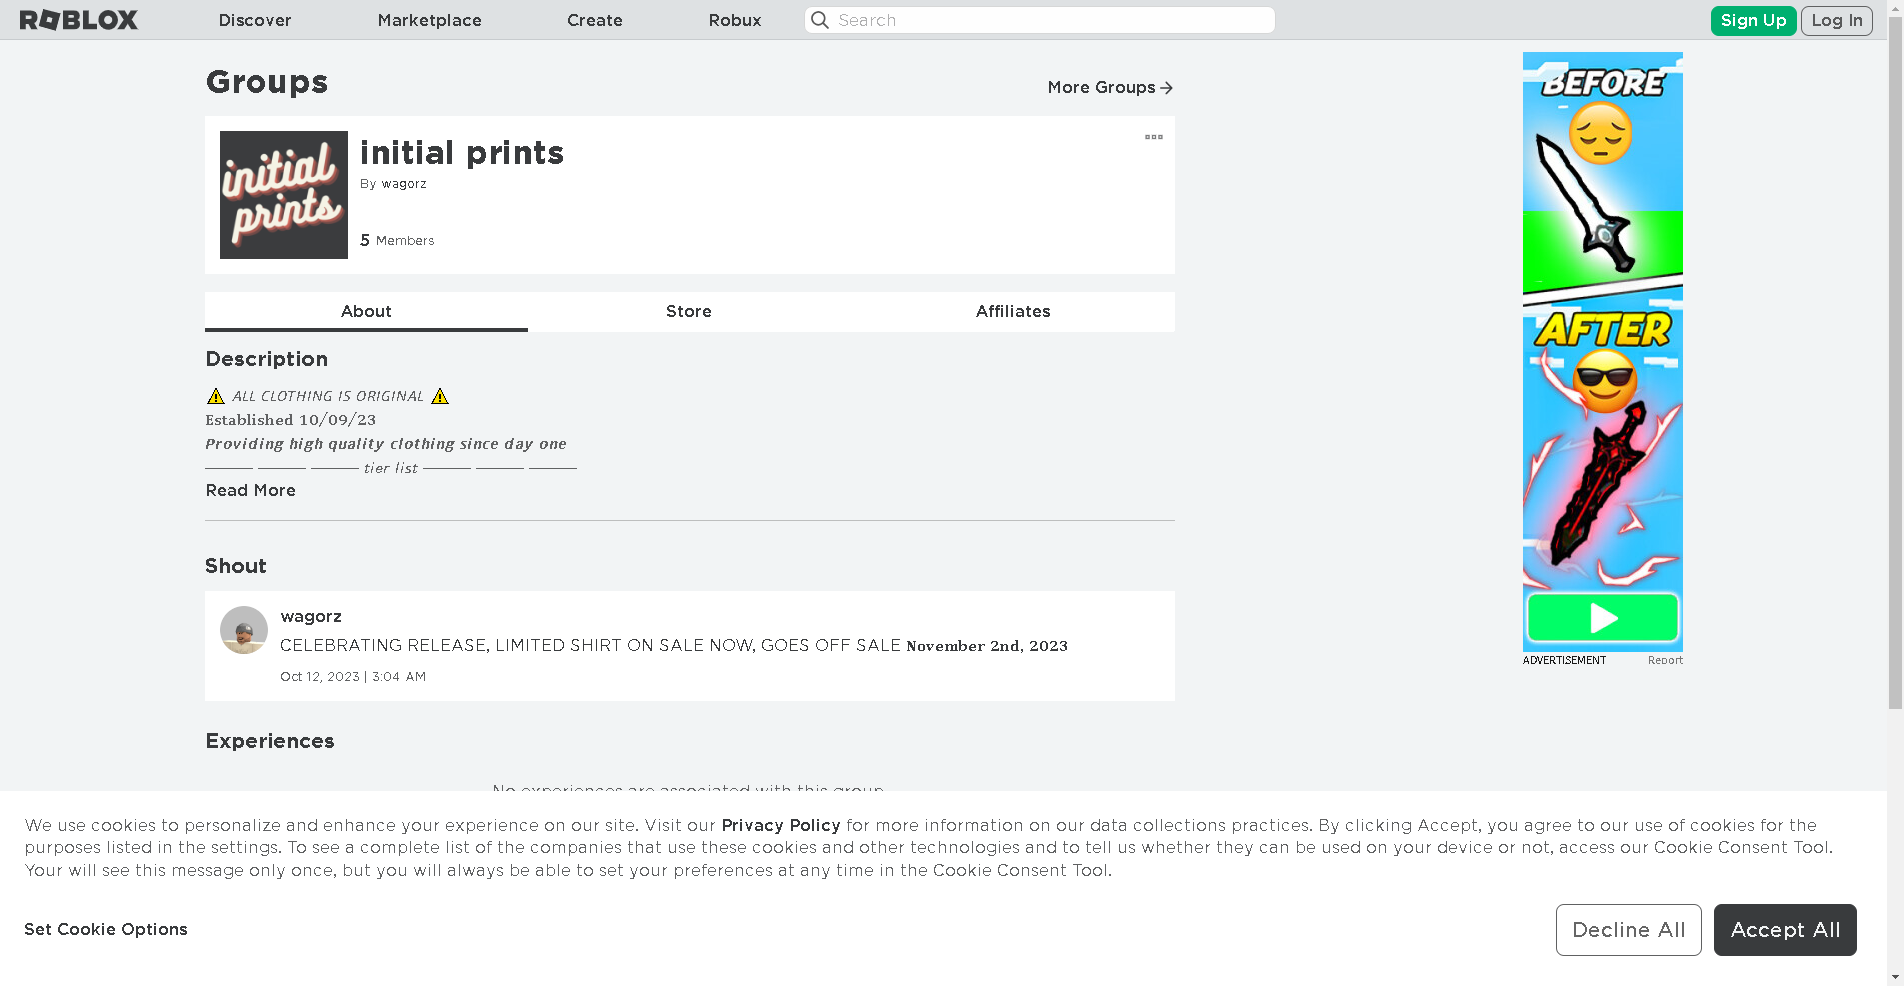 ROBLOX Discover Marketplace Create Robux Search Sign Up Log In
Groups
More Groups
initial prints
initial prints
By wagorz
5 Members
About Store Affiliates
Description
⚠️ ALL CLOTHING IS ORIGINAL ⚠️
Established 10/09/23
Providing high quality clothing since day one
——— ——— ——— tier list ——— ——— ———
Read More
Shout
wagorz
CELEBRATING RELEASE, LIMITED SHIRT ON SALE NOW, GOES OFF SALE November 2nd, 2023
Oct 12, 2023 | 3:04 AM
Experiences
No experiences are associated with this group
BEFORE
AFTER
ADVERTISEMENT Report
We use cookies to personalize and enhance your experience on our site. Visit our Privacy Policy for more information on our data collections practices. By clicking Accept, you agree to our use of cookies for the
purposes listed in the settings. To see a complete list of the companies that use these cookies and other technologies and to tell us whether they can be used on your device or not, access our Cookie Consent Tool.
Your will see this message only once, but you will always be able to set your preferences at any time in the Cookie Consent Tool.
Set Cookie Options
Decline All
Accept All